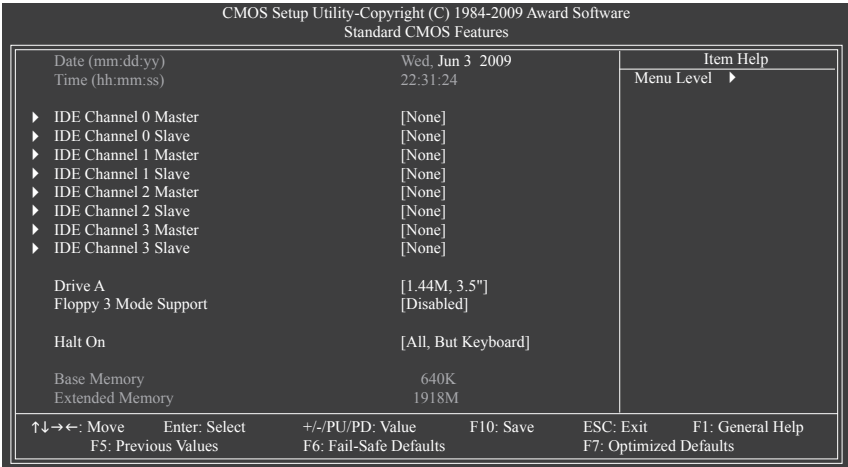 CMOS Setup Utility-Copyright (C) 1984-2009 Award Software
Standard CMOS Features
Date (mm:dd:yy) Wed, Jun 3 2009
Time (hh:mm:ss) 22:31:24
IDE Channel 0 Master [None]
IDE Channel 0 Slave [None]
IDE Channel 1 Master [None]
IDE Channel 1 Slave [None]
IDE Channel 2 Master [None]
IDE Channel 2 Slave [None]
IDE Channel 3 Master [None]
IDE Channel 3 Slave [None]
Drive A [1.44M, 3.5"]
Floppy 3 Mode Support [Disabled]
Halt On [All, But Keyboard]
Base Memory 640K
Extended Memory 1918M
Item Help
Menu Level ▶
↑↓→←: Move Enter: Select +/-/PU/PD: Value F10: Save ESC: Exit F1: General Help
F5: Previous Values F6: Fail-Safe Defaults F7: Optimized Defaults